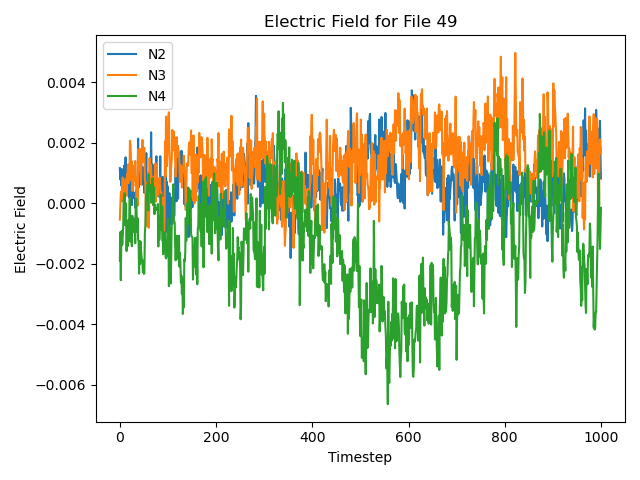 Electric Field for File 49
N2
N3
N4
0.004
0.002
0.000
−0.002
−0.004
−0.006
Electric Field
0 200 400 600 800 1000
Timestep